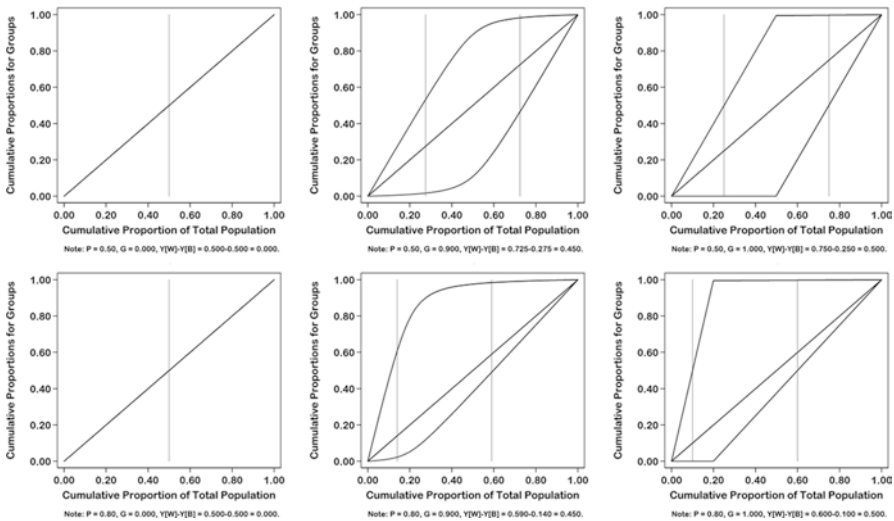 1.00 1.00 1.00
0.80 0.80 0.80
0.60 0.60 0.60
0.40 0.40 0.40
0.20 0.20 0.20
0.00 0.00 0.00
Cumulative Proportions for Groups Cumulative Proportions for Groups Cumulative Proportions for Groups
0.00 0.20 0.40 0.60 0.80 1.00 0.00 0.20 0.40 0.60 0.80 1.00 0.00 0.20 0.40 0.60 0.80 1.00
Cumulative Proportion of Total Population Cumulative Proportion of Total Population Cumulative Proportion of Total Population
Note: P = 0.50, G = 0.000, Y[W]-Y[B] = 0.500-0.500 = 0.000. Note: P = 0.50, G = 0.900, Y[W]-Y[B] = 0.725-0.275 = 0.450. Note: P = 0.50, G = 1.000, Y[W]-Y[B] = 0.750-0.250 = 0.500.
1.00 1.00 1.00
0.80 0.80 0.80
0.60 0.60 0.60
0.40 0.40 0.40
0.20 0.20 0.20
0.00 0.00 0.00
Cumulative Proportions for Groups Cumulative Proportions for Groups Cumulative Proportions for Groups
0.00 0.20 0.40 0.60 0.80 1.00 0.00 0.20 0.40 0.60 0.80 1.00 0.00 0.20 0.40 0.60 0.80 1.00
Cumulative Proportion of Total Population Cumulative Proportion of Total Population Cumulative Proportion of Total Population
Note: P = 0.80, G = 0.000, Y[W]-Y[B] = 0.500-0.500 = 0.000. Note: P = 0.80, G = 0.900, Y[W]-Y[B] = 0.590-0.140 = 0.450. Note: P = 0.80, G = 1.000, Y[W]-Y[B] = 0.600-0.100 = 0.500.